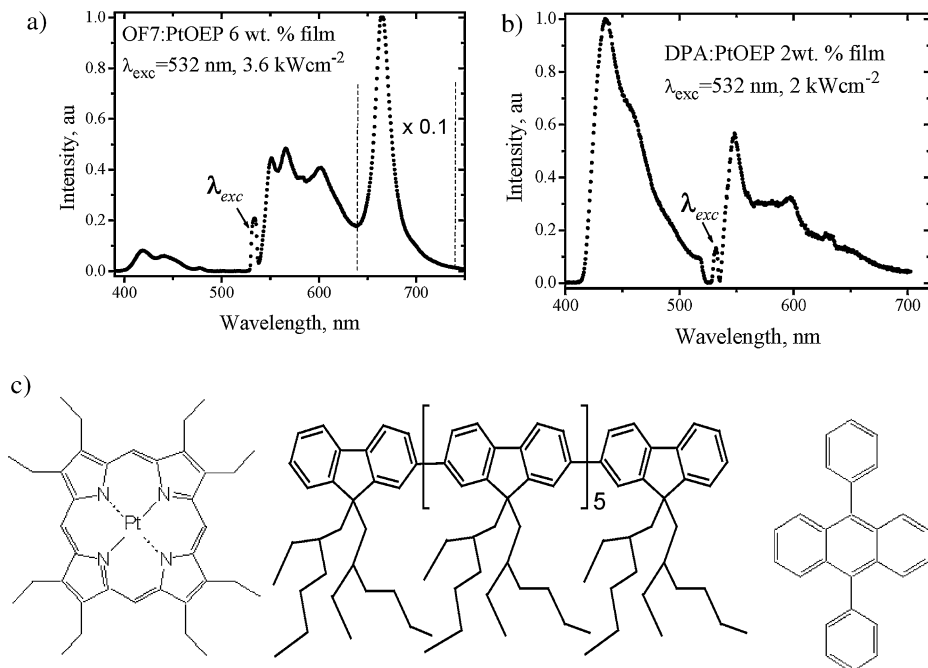 a)
OF7:PtOEP 6 wt. % film
λexc=532 nm, 3.6 kWcm-2
x 0.1
λexc
Intensity, au
1.0
0.8
0.6
0.4
0.2
0.0
400 500 600 700
Wavelength, nm
b)
DPA:PtOEP 2wt. % film
λexc=532 nm, 2 kWcm-2
λexc
Intensity, au
1.0
0.8
0.6
0.4
0.2
0.0
400 500 600 700
Wavelength, nm
c)
N
N
Pt
N
N
5